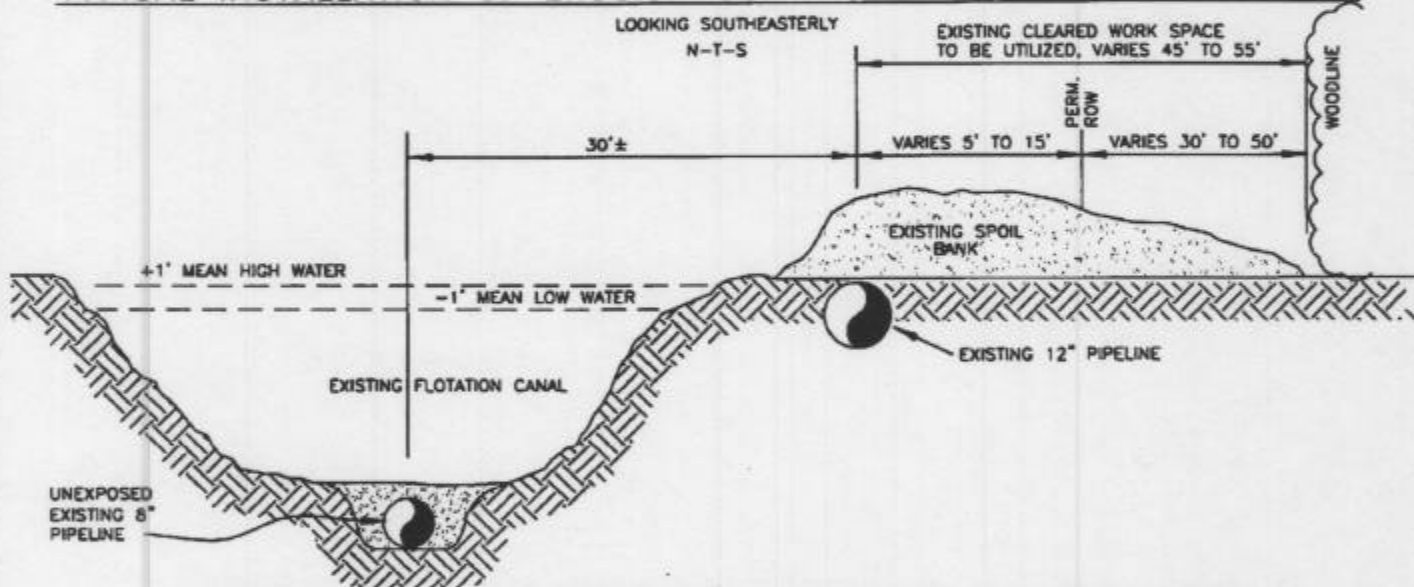 LOOKING SOUTHEASTERLY
N-T-S
EXISTING CLEARED WORK SPACE
TO BE UTILIZED, VARIES 45' TO 55'
WOODLINE
PERM.
ROW
30'±
VARIES 5' TO 15'
VARIES 30' TO 50'
EXISTING SPOIL
BANK
+1' MEAN HIGH WATER
-1' MEAN LOW WATER
EXISTING 12" PIPELINE
EXISTING FLOTATION CANAL
UNEXPOSED
EXISTING 8"
PIPELINE